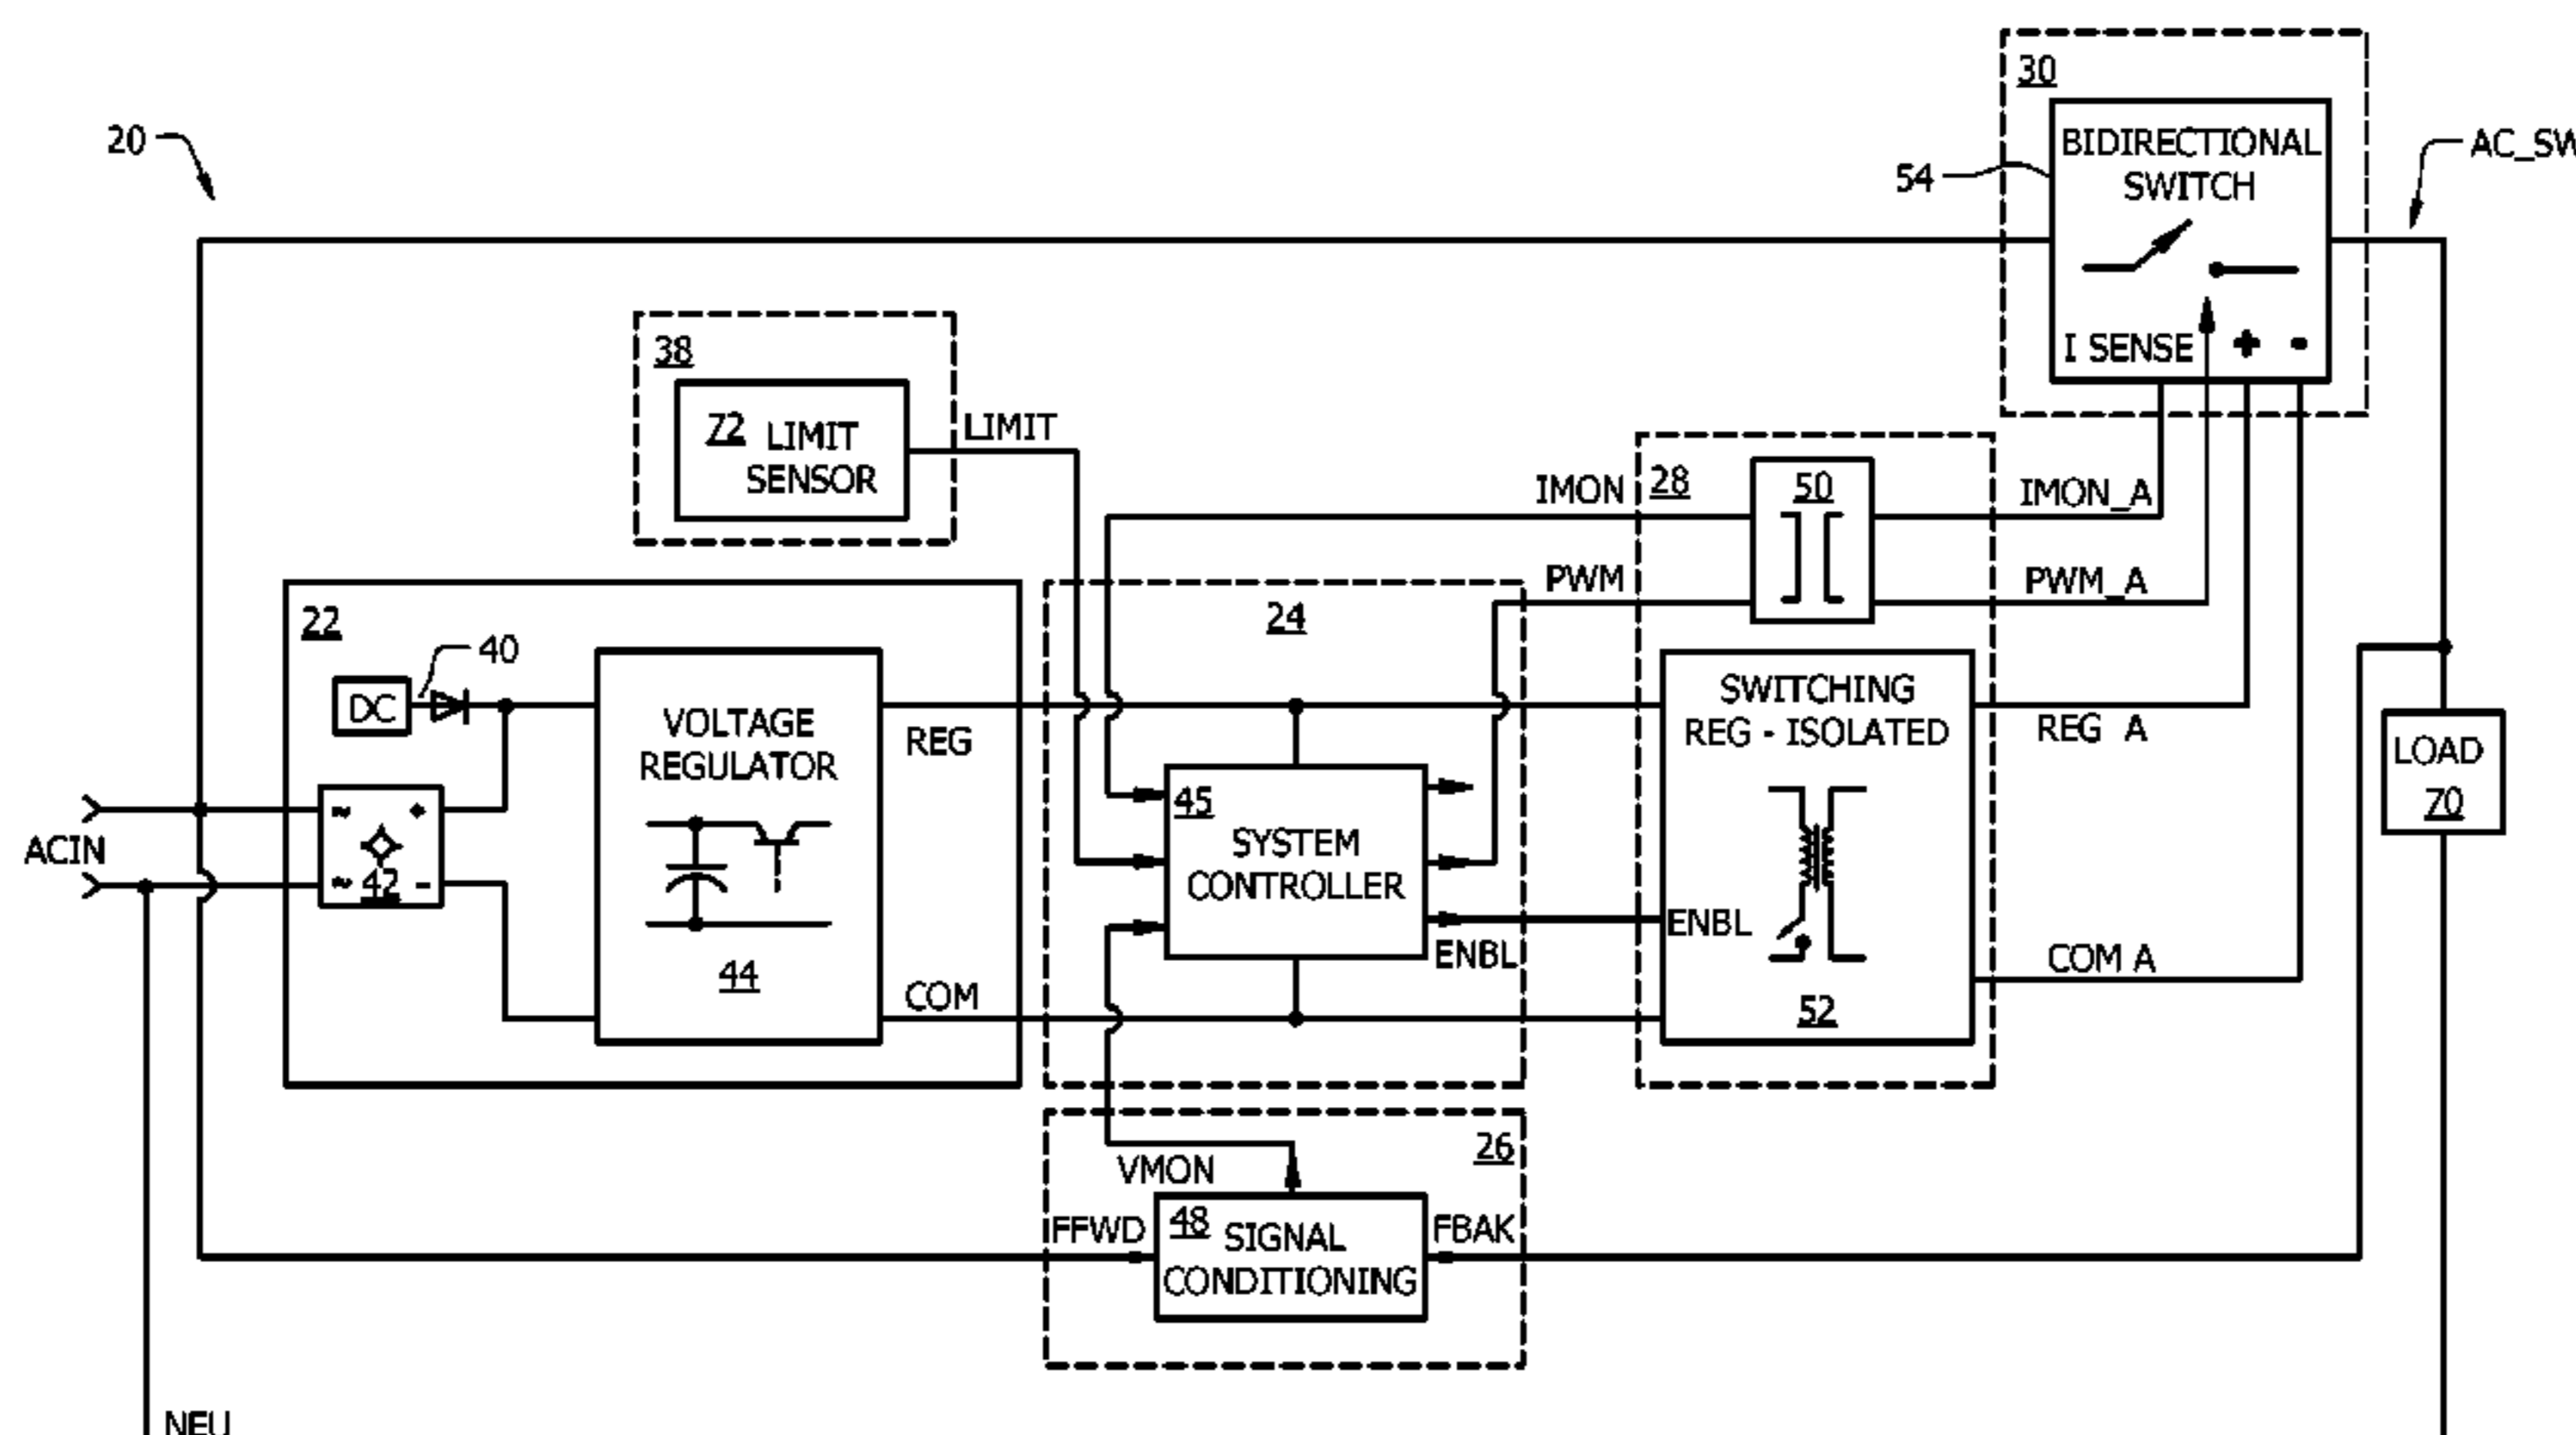 30
20
BIDIRECTIONAL
SWITCH
54
AC_SW
I SENSE + -
38
72 LIMIT
SENSOR
LIMIT
IMON
28
50
IMON_A
PWM
PWM_A
22
40
DC
24
VOLTAGE
REGULATOR
44
REG
COM
SWITCHING
REG - ISOLATED
REG A
LOAD
70
ACIN
~ +
~ 42 -
45
SYSTEM
CONTROLLER
ENBL
ENBL
52
COM A
26
VMON
FFWD
48 SIGNAL
CONDITIONING
FBAK
NEU